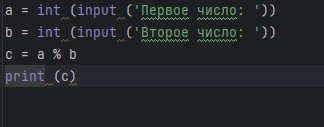 a = int (input ('Первое число: '))
b = int (input ('Второе число: '))
c = a % b
print (c)